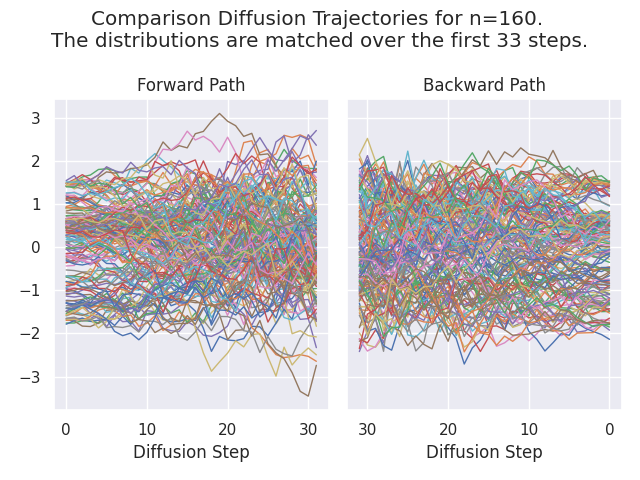 Comparison Diffusion Trajectories for n=160.
The distributions are matched over the first 33 steps.
Forward Path
Backward Path
3
2
1
0
−1
−2
−3
0
10
20
30
30
20
10
0
Diffusion Step
Diffusion Step